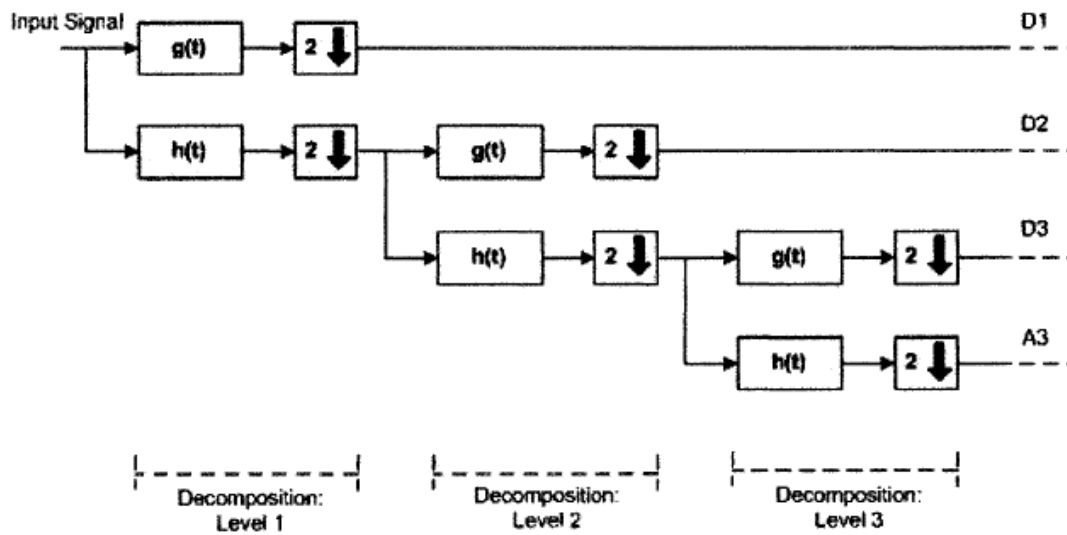 Input Signal
D1
g(t)
2
h(t)
2
g(t)
2
D2
h(t)
2
g(t)
2
D3
h(t)
2
A3
Decomposition:
Level 1
Decomposition:
Level 2
Decomposition:
Level 3